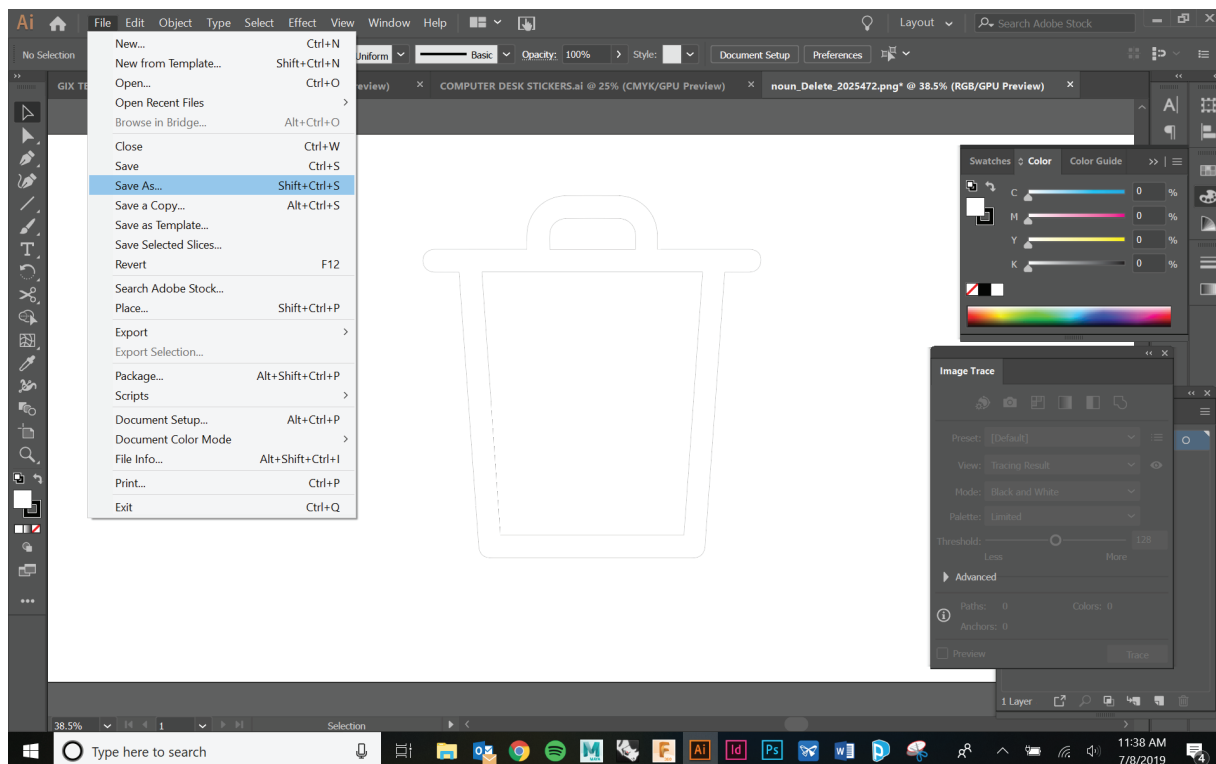 Ai File Edit Object Type Select Effect View Window Help Layout Search Adobe Stock
No Selection Uniform Basic Opacity: 100% Style: Document Setup Preferences
GIX TE eview) × COMPUTER DESK STICKERS.ai @ 25% (CMYK/GPU Preview) × noun_Delete_2025472.png* @ 38.5% (RGB/GPU Preview) ×
New... Ctrl+N
New from Template... Shift+Ctrl+N
Open... Ctrl+O
Open Recent Files
Browse in Bridge... Alt+Ctrl+O
Close Ctrl+W
Save Ctrl+S
Save As... Shift+Ctrl+S
Save a Copy... Alt+Ctrl+S
Save as Template...
Save Selected Slices...
Revert F12
Search Adobe Stock...
Place... Shift+Ctrl+P
Export
Export Selection...
Package... Alt+Shift+Ctrl+P
Scripts
Document Setup... Alt+Ctrl+P
Document Color Mode
File Info... Alt+Shift+Ctrl+I
Print... Ctrl+P
Exit Ctrl+Q
Swatches Color Color Guide
C 0 %
M 0 %
Y 0 %
K 0 %
Image Trace
Preset: [Default]
View: Tracing Result
Mode: Black and White
Palette: Limited
Threshold: 128
Less More
Advanced
Paths: 0 Colors: 0
Anchors: 0
Preview Trace
1 Layer
38.5% 1 Selection
Type here to search
Ai Id Ps
11:38 AM
7/8/2019
4